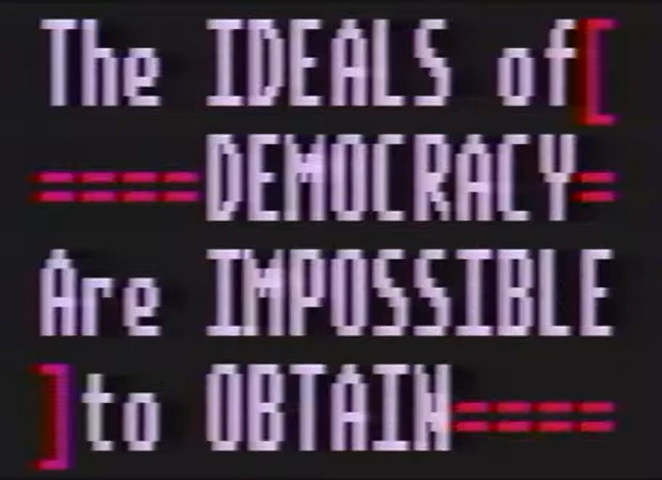 The IDEALS of[
====DEMOCRACY=
Are IMPOSSIBLE
]to OBTAIN====